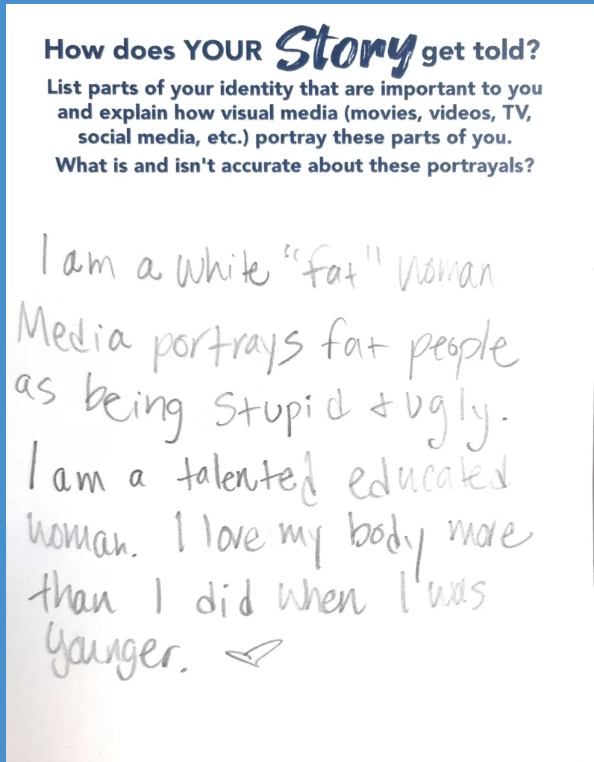 How does YOUR Story get told?
List parts of your identity that are important to you
and explain how visual media (movies, videos, TV,
social media, etc.) portray these parts of you.
What is and isn't accurate about these portrayals?
I am a white "fat" woman
Media portrays fat people
as being stupid & ugly.
I am a talented educated
woman. I love my body more
than I did when I was
younger.